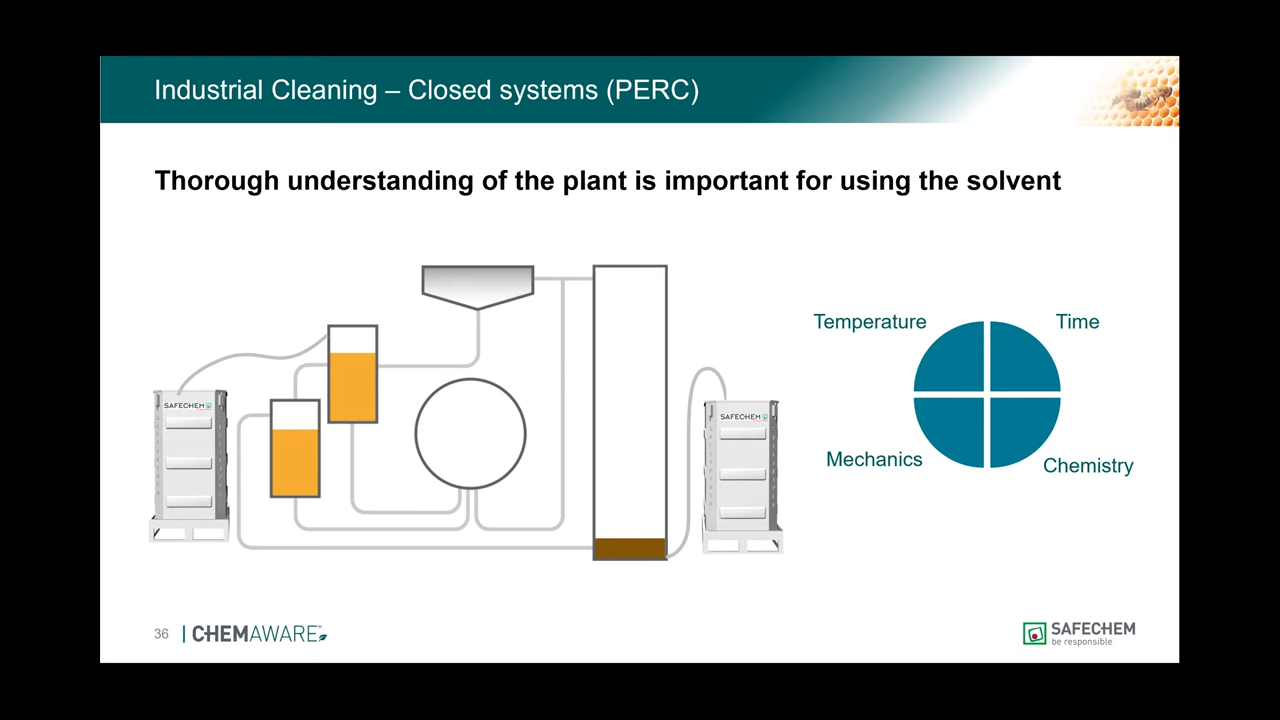 Industrial Cleaning – Closed systems (PERC)
Thorough understanding of the plant is important for using the solvent
Temperature
Time
SAFECHEM
SAFECHEM
Mechanics
Chemistry
36
CHEMAWARE
SAFECHEM
be responsible